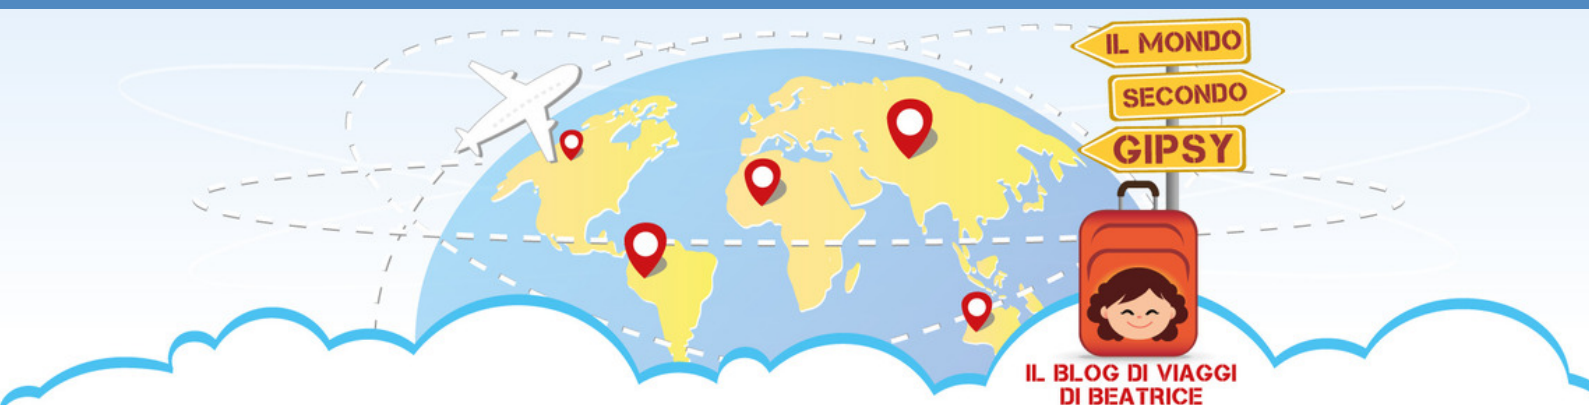 IL MONDO
SECONDO
GIPSY
IL BLOG DI VIAGGI
DI BEATRICE